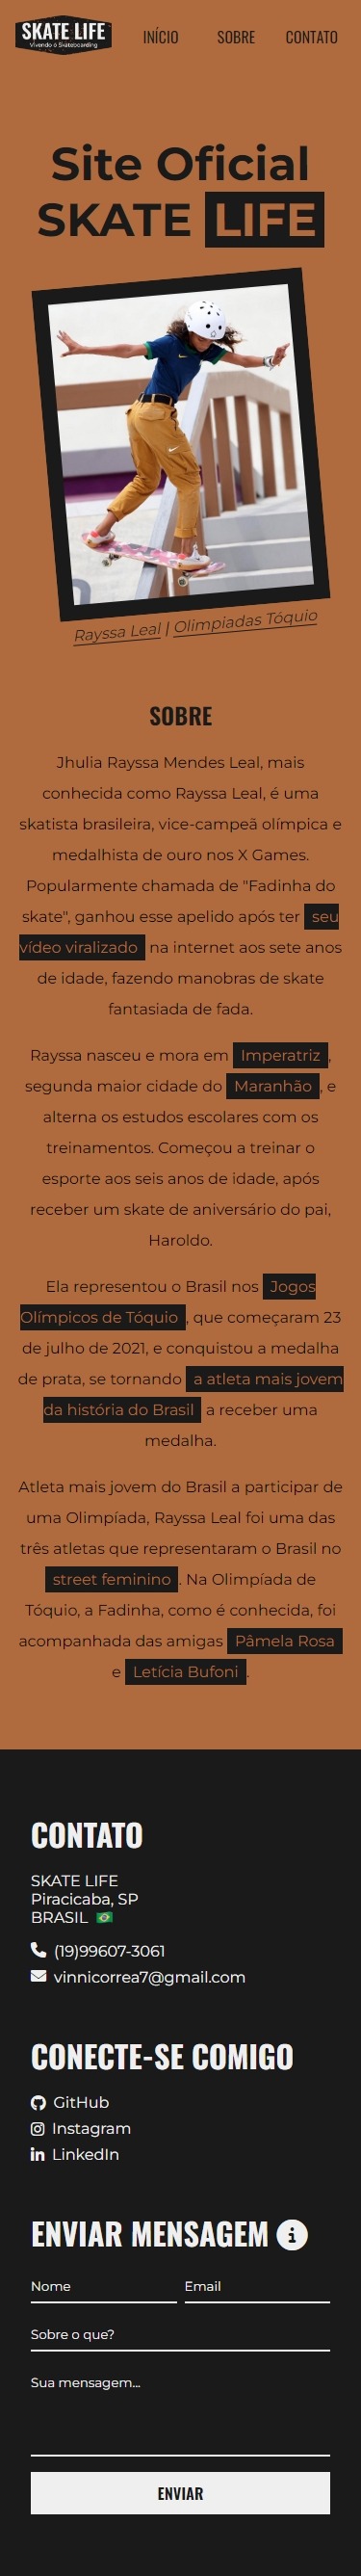 SKATE LIFE
Vivendo o Skateboarding
INÍCIO SOBRE CONTATO
Site Oficial
SKATE LIFE
Rayssa Leal | Olimpiadas Tóquio
SOBRE
Jhulia Rayssa Mendes Leal, mais
conhecida como Rayssa Leal, é uma
skatista brasileira, vice-campeã olímpica e
medalhista de ouro nos X Games.
Popularmente chamada de "Fadinha do
skate", ganhou esse apelido após ter seu
vídeo viralizado na internet aos sete anos
de idade, fazendo manobras de skate
fantasiada de fada.
Rayssa nasceu e mora em Imperatriz ,
segunda maior cidade do Maranhão , e
alterna os estudos escolares com os
treinamentos. Começou a treinar o
esporte aos seis anos de idade, após
receber um skate de aniversário do pai,
Haroldo.
Ela representou o Brasil nos Jogos
Olímpicos de Tóquio , que começaram 23
de julho de 2021, e conquistou a medalha
de prata, se tornando a atleta mais jovem
da história do Brasil a receber uma
medalha.
Atleta mais jovem do Brasil a participar de
uma Olimpíada, Rayssa Leal foi uma das
três atletas que representaram o Brasil no
street feminino . Na Olimpíada de
Tóquio, a Fadinha, como é conhecida, foi
acompanhada das amigas Pâmela Rosa
e Letícia Bufoni .
CONTATO
SKATE LIFE
Piracicaba, SP
BRASIL
(19)99607-3061
vinnicorrea7@gmail.com
CONECTE-SE COMIGO
GitHub
Instagram
LinkedIn
ENVIAR MENSAGEM
Nome Email
Sobre o que?
Sua mensagem...
ENVIAR